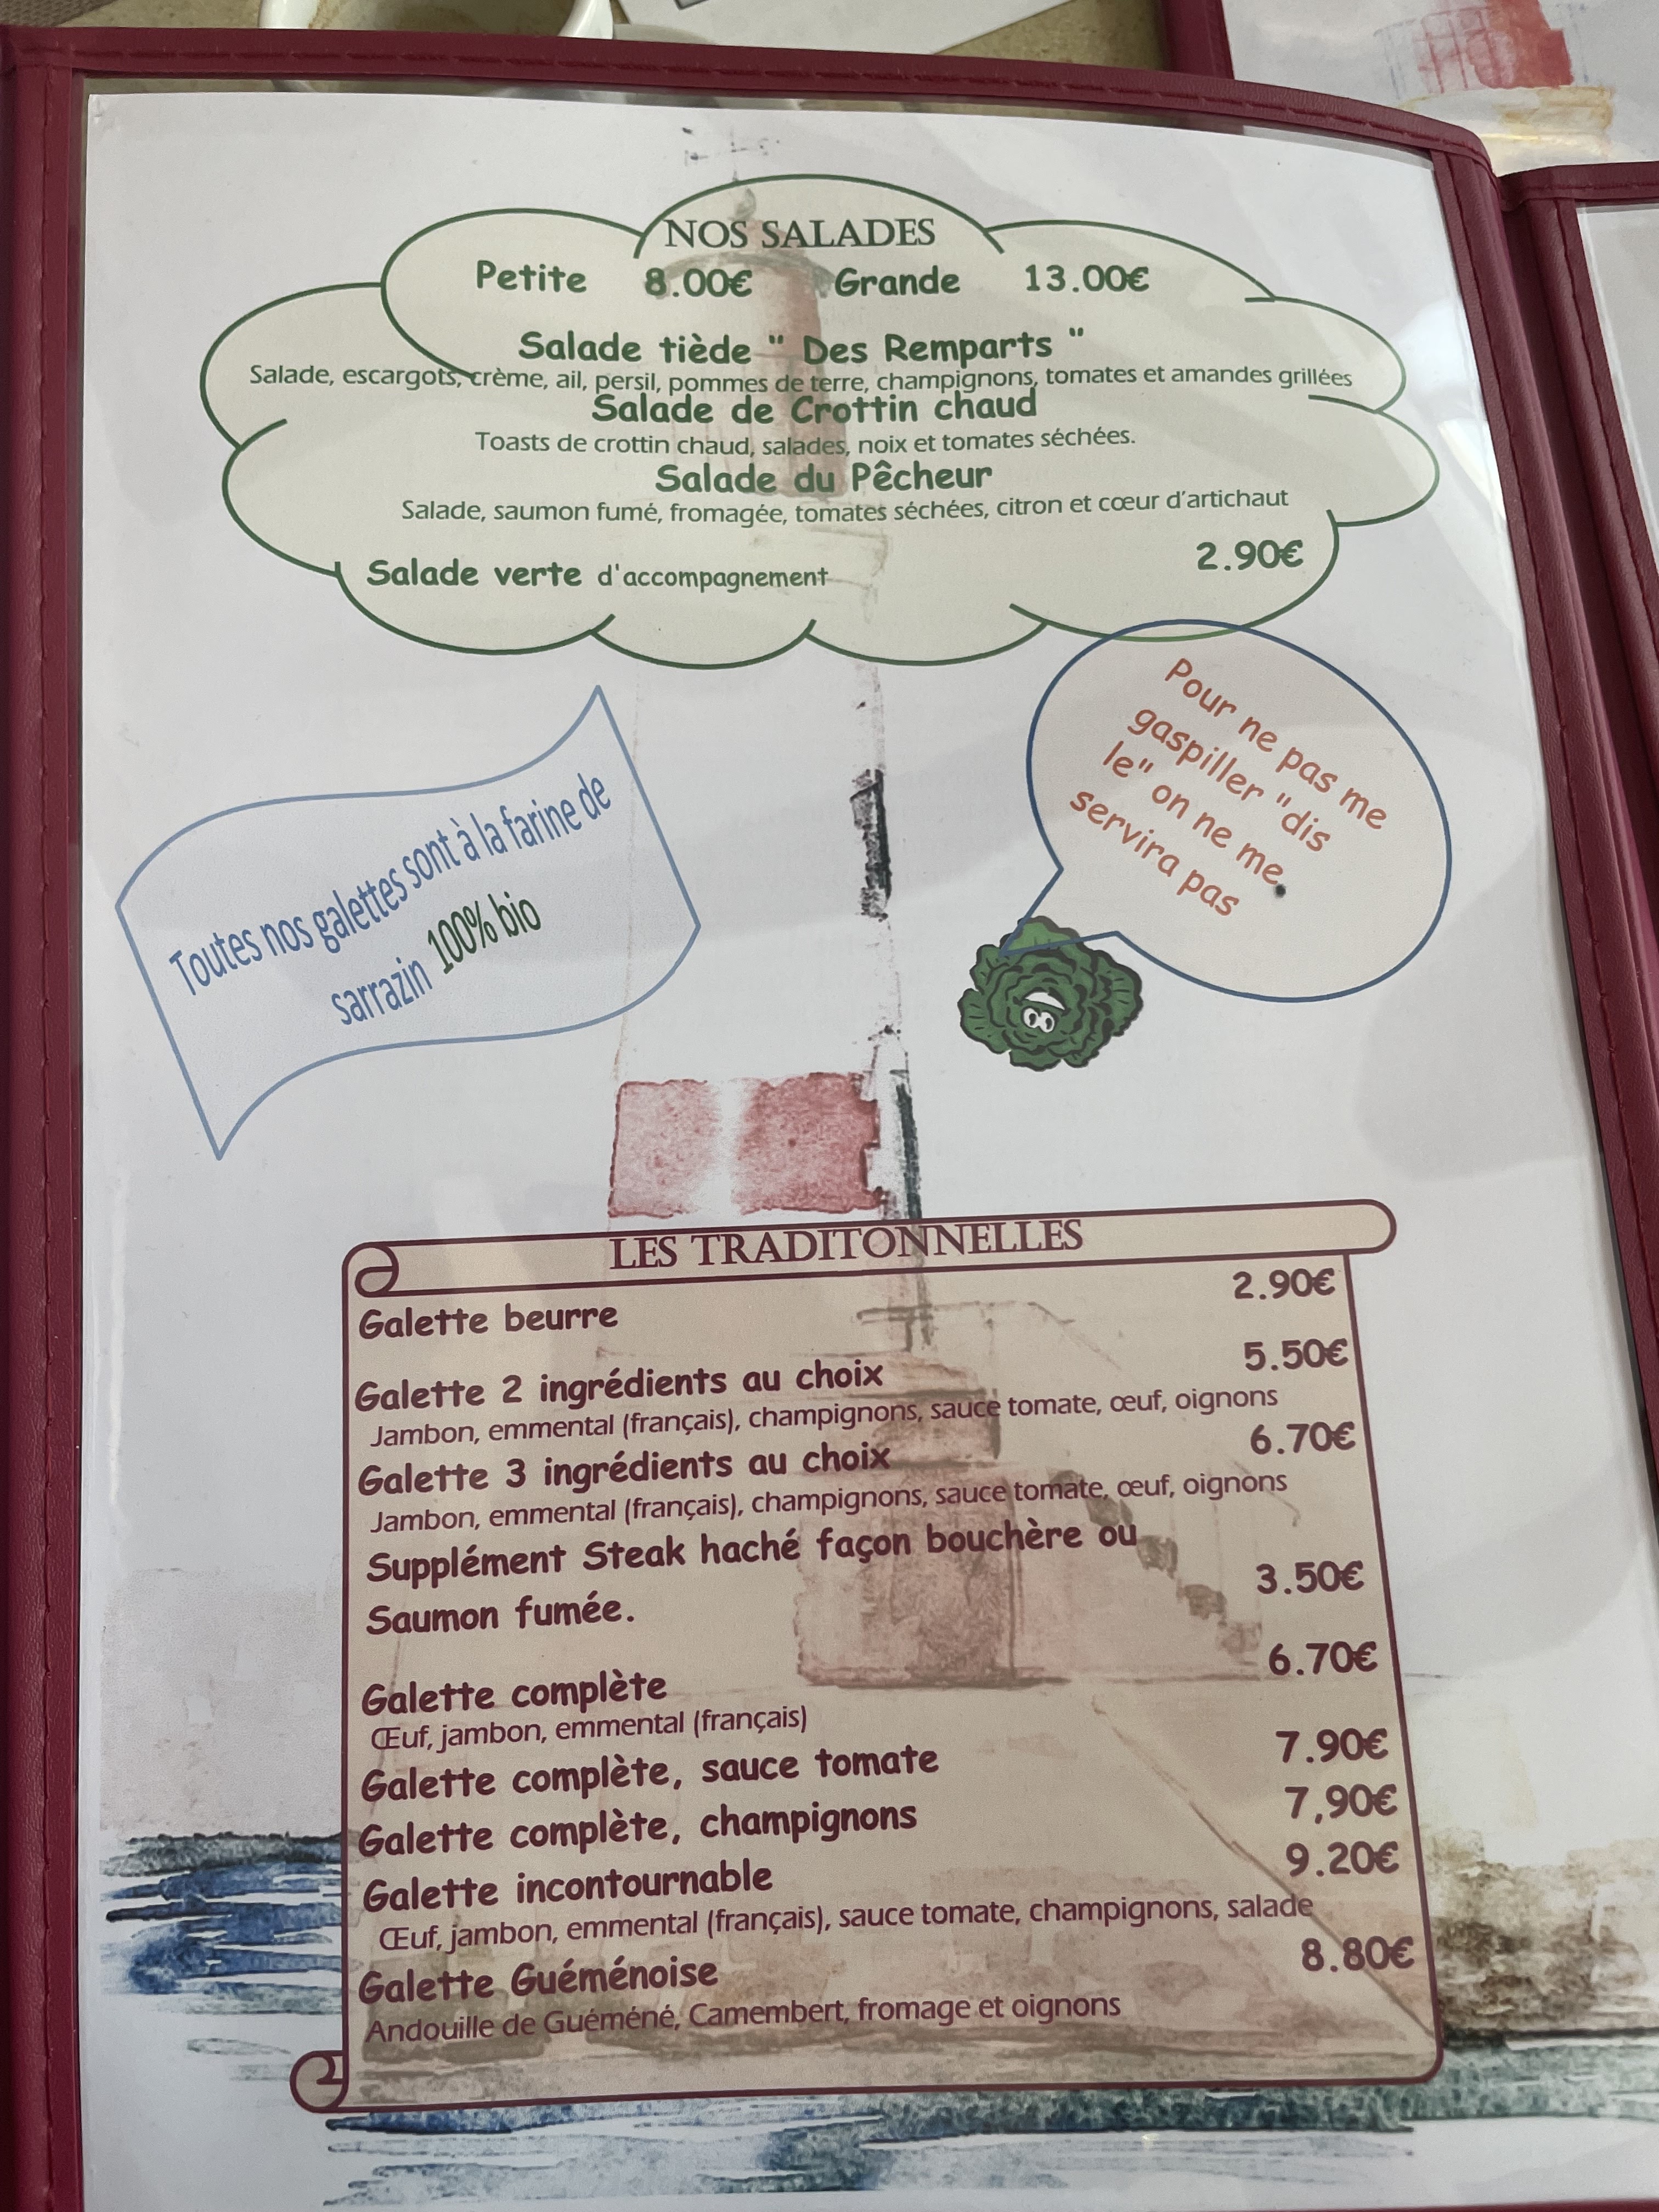 NOS SALADES
Petite 8.00€ Grande 13.00€
Salade tiède " Des Remparts "
Salade, escargots, crème, ail, persil, pommes de terre, champignons, tomates et amandes grillées
Salade de Crottin chaud
Toasts de crottin chaud, salades, noix et tomates séchées.
Salade du Pêcheur
Salade, saumon fumé, fromagée, tomates séchées, citron et cœur d'artichaut
Salade verte d'accompagnement 2.90€
Toutes nos galettes sont à la farine de
sarrazin 100% bio
Pour ne pas me
gaspiller "dis
le" on ne me
servira pas
LES TRADITONNELLES
Galette beurre 2.90€
Galette 2 ingrédients au choix 5.50€
Jambon, emmental (français), champignons, sauce tomate, œuf, oignons
Galette 3 ingrédients au choix 6.70€
Jambon, emmental (français), champignons, sauce tomate, œuf, oignons
Supplément Steak haché façon bouchère ou
Saumon fumée. 3.50€
Galette complète 6.70€
Œuf, jambon, emmental (français)
Galette complète, sauce tomate 7.90€
Galette complète, champignons 7,90€
Galette incontournable 9.20€
Œuf, jambon, emmental (français), sauce tomate, champignons, salade
Galette Guéménoise 8.80€
Andouille de Guéméné, Camembert, fromage et oignons